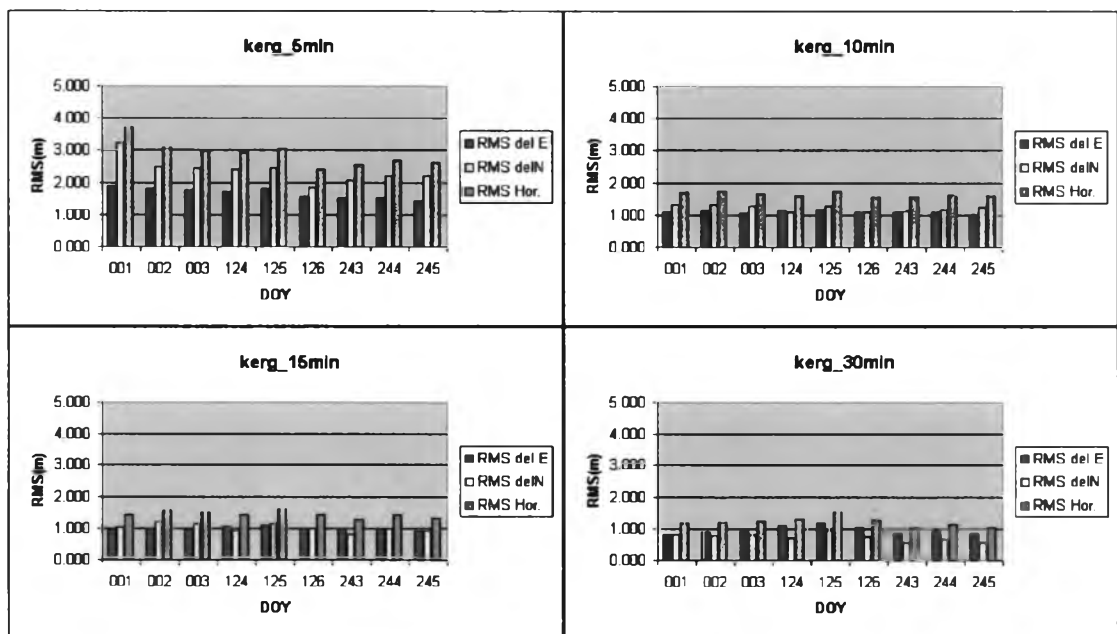 kerg_5min
5.000
4.000
3.000
2.000
1.000
0.000
RMS(m)
001 002 003 124 125 126 243 244 245
DOY
RMS del E
RMS delN
RMS Hor.
kerg_10min
5.000
4.000
3.000
2.000
1.000
0.000
RMS(m)
001 002 003 124 125 126 243 244 245
DOY
RMS del E
RMS delN
RMS Hor.
kerg_15min
5.000
4.000
3.000
2.000
1.000
0.000
RMS(m)
001 002 003 124 125 126 243 244 245
DOY
RMS del E
RMS delN
RMS Hor.
kerg_30min
5.000
4.000
3.000
2.000
1.000
0.000
RMS(m)
001 002 003 124 125 126 243 244 245
DOY
RMS del E
RMS delN
RMS Hor.